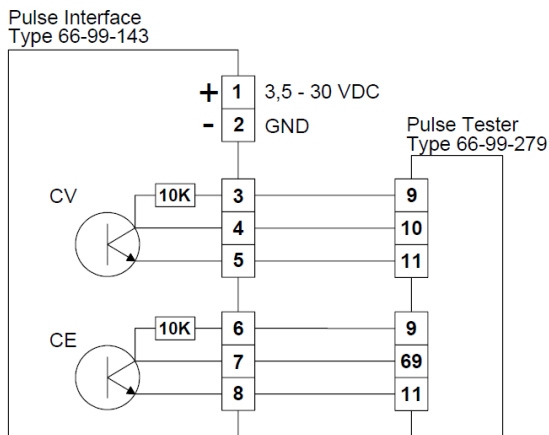 Pulse Interface
Type 66-99-143
+ 1 3,5 - 30 VDC
- 2 GND
Pulse Tester
Type 66-99-279
CV 10K 3 9
4 10
5 11
CE 10K 6 9
7 69
8 11